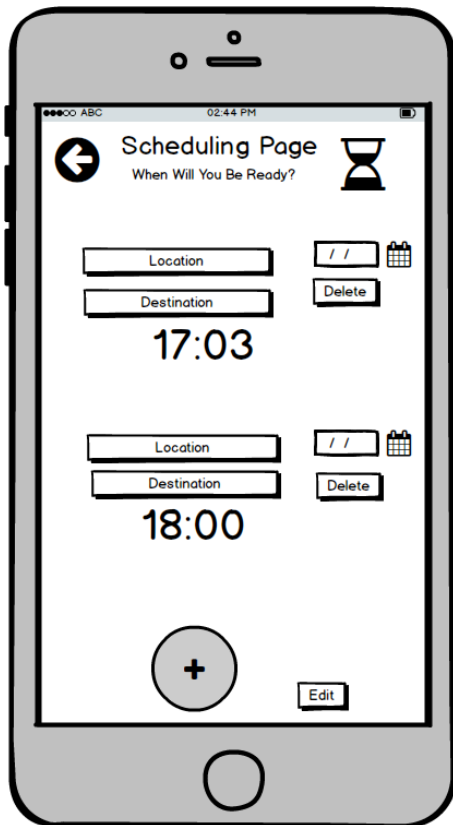 ABC 02:44 PM
Scheduling Page
When Will You Be Ready?
Location / /
Destination Delete
17:03
Location / /
Destination Delete
18:00
+
Edit